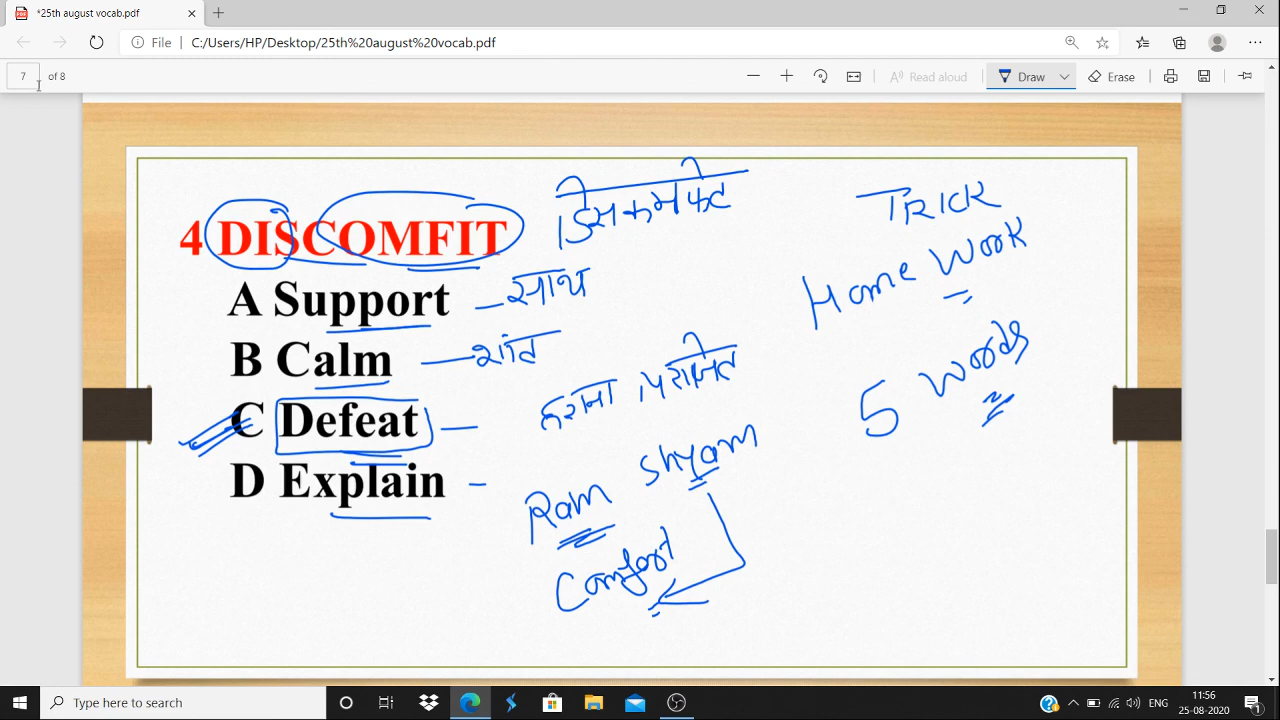 *25th august vocab.pdf
File C:/Users/HP/Desktop/25th%20august%20vocab.pdf
7 of 8
Read aloud Draw Erase
4 DISCOMFIT
डिसकमफिट
TRICK
A Support
साथ
Home Work
B Calm
शांत
C Defeat
हराना पराजित
5 words
D Explain
Ram Shyam
Comfort
Type here to search
ENG 11:56
25-08-2020